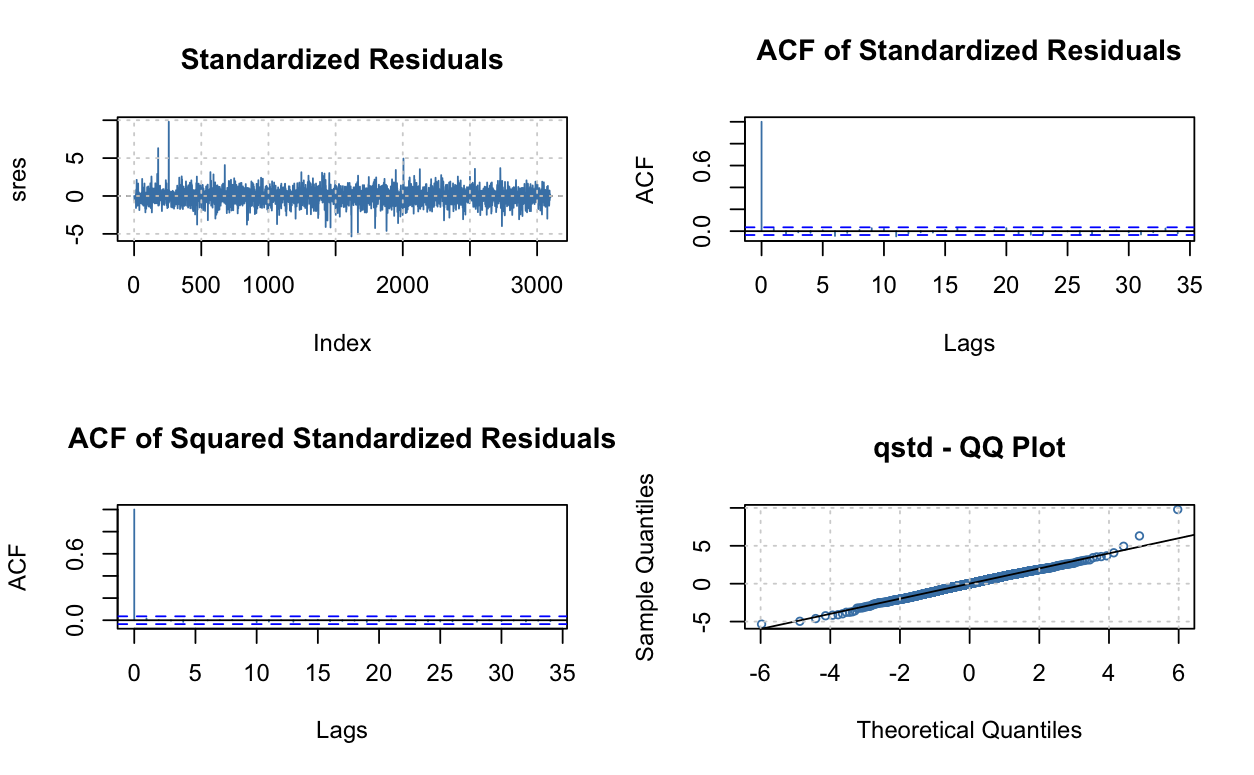 Standardized Residuals
sres
5
0
-5
0 500 1000 2000 3000
Index
ACF of Standardized Residuals
ACF
0.6
0.0
0 5 10 15 20 25 30 35
Lags
ACF of Squared Standardized Residuals
ACF
0.6
0.0
0 5 10 15 20 25 30 35
Lags
qstd - QQ Plot
Sample Quantiles
5
0
-5
-6 -4 -2 0 2 4 6
Theoretical Quantiles